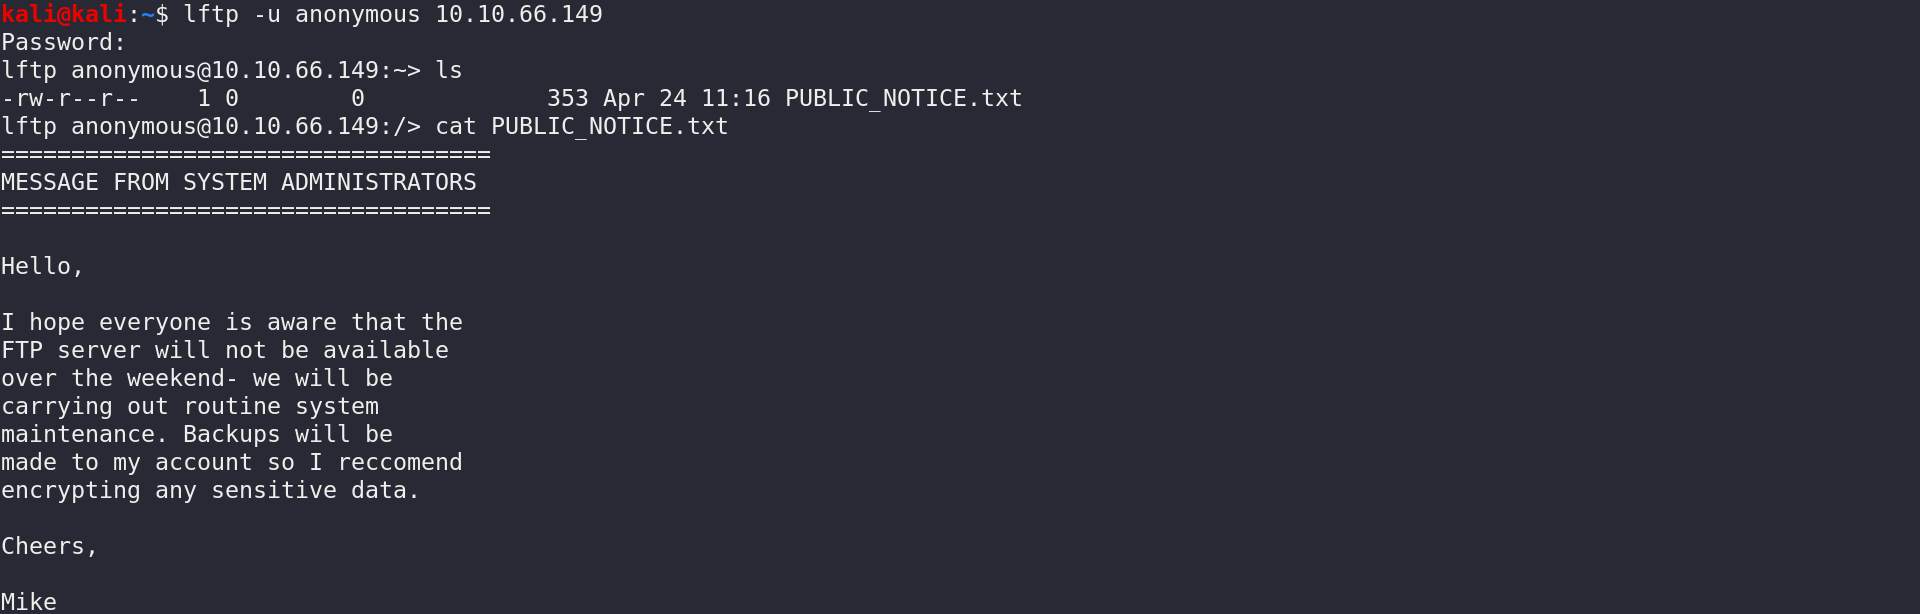 kali@kali:~$ lftp -u anonymous 10.10.66.149
Password:
lftp anonymous@10.10.66.149:~> ls
-rw-r--r--    1 0        0             353 Apr 24 11:16 PUBLIC_NOTICE.txt
lftp anonymous@10.10.66.149:/> cat PUBLIC_NOTICE.txt
===================================
MESSAGE FROM SYSTEM ADMINISTRATORS
===================================
Hello,
I hope everyone is aware that the
FTP server will not be available
over the weekend- we will be
carrying out routine system
maintenance. Backups will be
made to my account so I reccomend
encrypting any sensitive data.
Cheers,
Mike